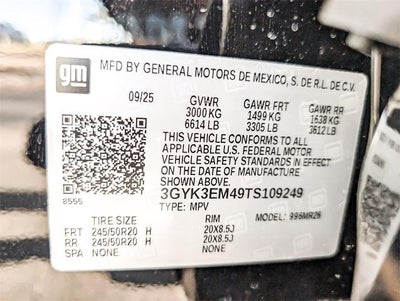 gm
MFD BY GENERAL MOTORS DE MEXICO, S. DE R.L. DE C.V.
09/25 GVWR GAWR FRT GAWR RR
3000 KG 1499 KG 1638 KG
6614 LB 3305 LB 3612 LB
THIS VEHICLE CONFORMS TO ALL
APPLICABLE U.S. FEDERAL MOTOR
VEHICLE SAFETY STANDARDS IN EFFECT
ON THE DATE OF MANUFACTURE
SHOWN ABOVE.
3GYK3EM49TS109249
8555 TYPE: MPV MODEL: 996MR26
TIRE SIZE RIM
FRT 245/50R20 H 20X8.5J
RR 245/50R20 H 20X8.5J
SPA NONE NONE